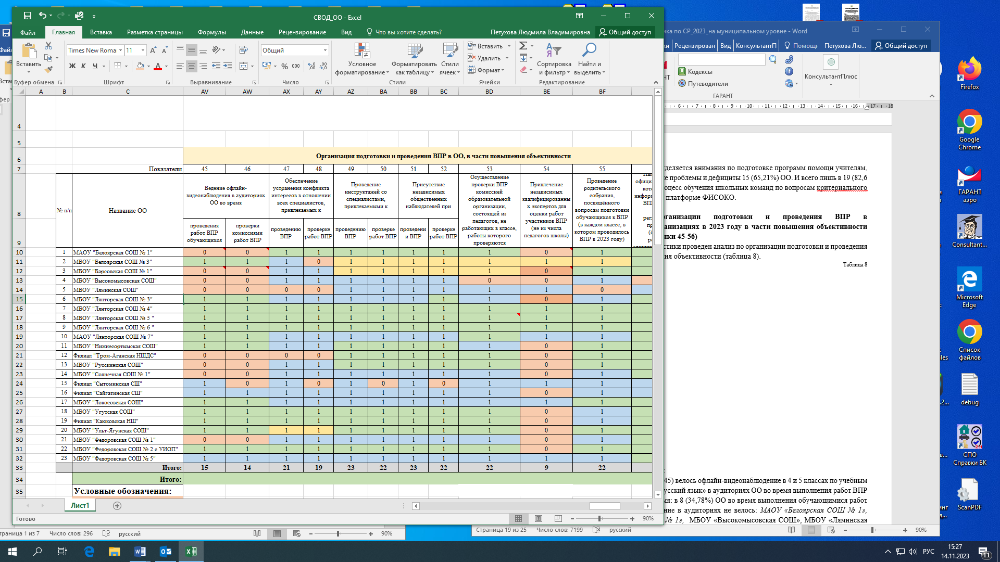 СВОД_ОО - Excel
Файл Главная Вставка Разметка страницы Формулы Данные Рецензирование Вид Что вы хотите сделать? Петухова Людмила Владимировна Общий доступ
Вставить
Буфер обмена
Times New Roma 11
Ж К Ч
Шрифт
Выравнивание
Общий
% 000
Число
Условное форматирование
Форматировать как таблицу
Стили ячеек
Стили
Вставить
Удалить
Формат
Ячейки
Сортировка и фильтр
Найти и выделить
Редактирование
A B C AV AW AX AY AZ BA BB BC BD BE BF
4
5
6 Организация подготовки и проведения ВПР в ОО, в части повышения объективности
7 Показатели 45 46 47 48 49 50 51 52 53 54 55
8 № п/п Название ОО
Ведение офлайн-видеонаблюдения в аудиториях ОО во время
Обеспечение устранения конфликта интересов в отношении всех специалистов, привлекаемых к
Проведение инструктажей со специалистами, привлекаемыми к
Присутствие независимых общественных наблюдателей при
Осуществление проверки ВПР комиссией образовательной организации, состоящей из педагогов, не работающих в классе, работы которого проверяются
Привлечение независимых квалифицированны х экспертов для оценки работ участников ВПР (не из числа педагогов школы)
Проведение родительского собрания, посвящённого вопросам подготовки обучающихся к ВПР (в каждом классе, в котором проводилось ВПР в 2023 году)
9 проведения работ ВПР обучающихся
проверки комиссиями работ ВПР
проведению ВПР
проверке работ ВПР
проведению ВПР
проверке работ ВПР
проведени и ВПР
проверке работ ВПР
10 1 МАОУ "Белоярская СОШ № 1" 0 0 1 1 1 1 1 1 1 0 1
11 2 МБОУ "Белоярская СОШ № 3" 1 1 1 0 1 1 1 1 1 1 1
12 3 МБОУ "Барсовская СОШ № 1" 0 0 1 1 1 1 1 1 1 0 1
13 4 МБОУ "Высокомысовская СОШ" 0 0 1 1 1 1 1 1 0 0 1
14 5 МБОУ "Ляминская СОШ" 0 0 0 0 1 1 1 1 1 1 0
15 6 МБОУ "Лянторская СОШ № 3" 1 1 1 1 1 1 1 1 1 0 1
16 7 МБОУ "Лянторская СОШ № 4" 1 1 1 1 1 1 1 1 1 1 1
17 8 МБОУ "Лянторская СОШ № 5 " 1 1 1 1 1 1 1 1 1 1 1
18 9 МБОУ "Лянторская СОШ № 6 " 1 1 1 1 1 1 1 1 1 1 1
19 10 МАОУ "Лянторская СОШ № 7" 1 1 1 1 1 1 1 1 1 1 1
20 11 МБОУ "Нижнесортымская СОШ" 1 1 1 1 1 1 1 1 1 0 1
21 12 Филиал "Тром-Аганская НШДС" 0 0 0 0 1 1 1 1 1 0 1
22 13 МБОУ "Русскинская СОШ" 0 0 1 1 1 1 1 1 1 0 1
23 14 МБОУ "Солнечная СОШ № 1" 0 0 1 1 1 1 1 1 1 0 1
24 15 Филиал "Сытоминская СШ" 1 0 1 0 1 0 1 0 1 1 1
25 16 Филиал "Сайгатинская СШ" 1 1 1 1 1 1 1 1 1 0 1
26 17 МБОУ "Локосовская СОШ" 1 1 1 1 1 1 1 1 1 1 1
27 18 МБОУ "Угутская СОШ" 1 1 1 1 1 1 1 1 1 0 1
28 19 Филиал "Каюковская НШ" 1 1 1 1 1 1 1 1 1 0 1
29 20 МБОУ "Ульт-Ягунская СОШ" 1 1 1 1 1 1 1 1 1 0 1
30 21 МБОУ "Федоровская СОШ № 1" 0 0 1 1 1 1 1 1 1 0 1
31 22 МБОУ "Федоровская СОШ № 2 с УИОП" 1 1 1 1 1 1 1 1 1 0 1
32 23 МБОУ "Федоровская СОШ № 5" 1 1 1 1 1 1 1 1 1 1 1
33 Итого: 15 14 21 19 23 22 23 22 22 9 22
34 Итого:
35 Условные обозначения:
Лист1
Готово 90%
ика по СР_2023_на муниципальном уровне - Word
Рецензирован Вид КонсультантП Помощн Петухова Лю... Общий доступ
Кодексы
Путеводители
ГАРАНТ
КонсультантПлюс
6 7 8 9 10 11 12 13 14 15 16 17 18
уделяется внимания по подготовке программ помощи учителям,
е проблемы и дефициты 15 (65,21%) ОО. И всего лишь в 19 (82,6
оцесс обучения школьных команд по вопросам критериального
платформе ФИСОКО.
рганизации подготовки и проведения ВПР в
анизациях в 2023 году в части повышения объективности
ки 45-56)
стики проведен анализ по организации подготовки и проведения
ия объективности (таблица 8).
Таблица 8
45) велось офлайн-видеонаблюдение в 4 и 5 классах по учебным
усский язык» в аудиториях ОО во время выполнения работ ВПР
мя: в 8 (34,78%) ОО во время выполнения обучающимися работ
ние в аудиториях не велось: МАОУ «Белоярская СОШ № 1»,
№ 1», МБОУ «Высокомысовская СОШ», МБОУ «Ляминская
Страница 19 из 25 Число слов: 7199 русский 90%
траница 1 из 7 Число слов: 296 русский 90%
Firefox
Google Chrome
ГАРАНТ аэро
Consultant...
Microsoft Edge
Список файлов
debug
СПО Справки БК
ScanPDF
РУС 15:27
14.11.2023
11